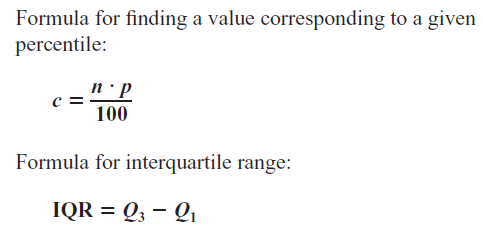 Formula for finding a value corresponding to a given
percentile:
c = n · p / 100
Formula for interquartile range:
IQR = Q₃ − Q₁